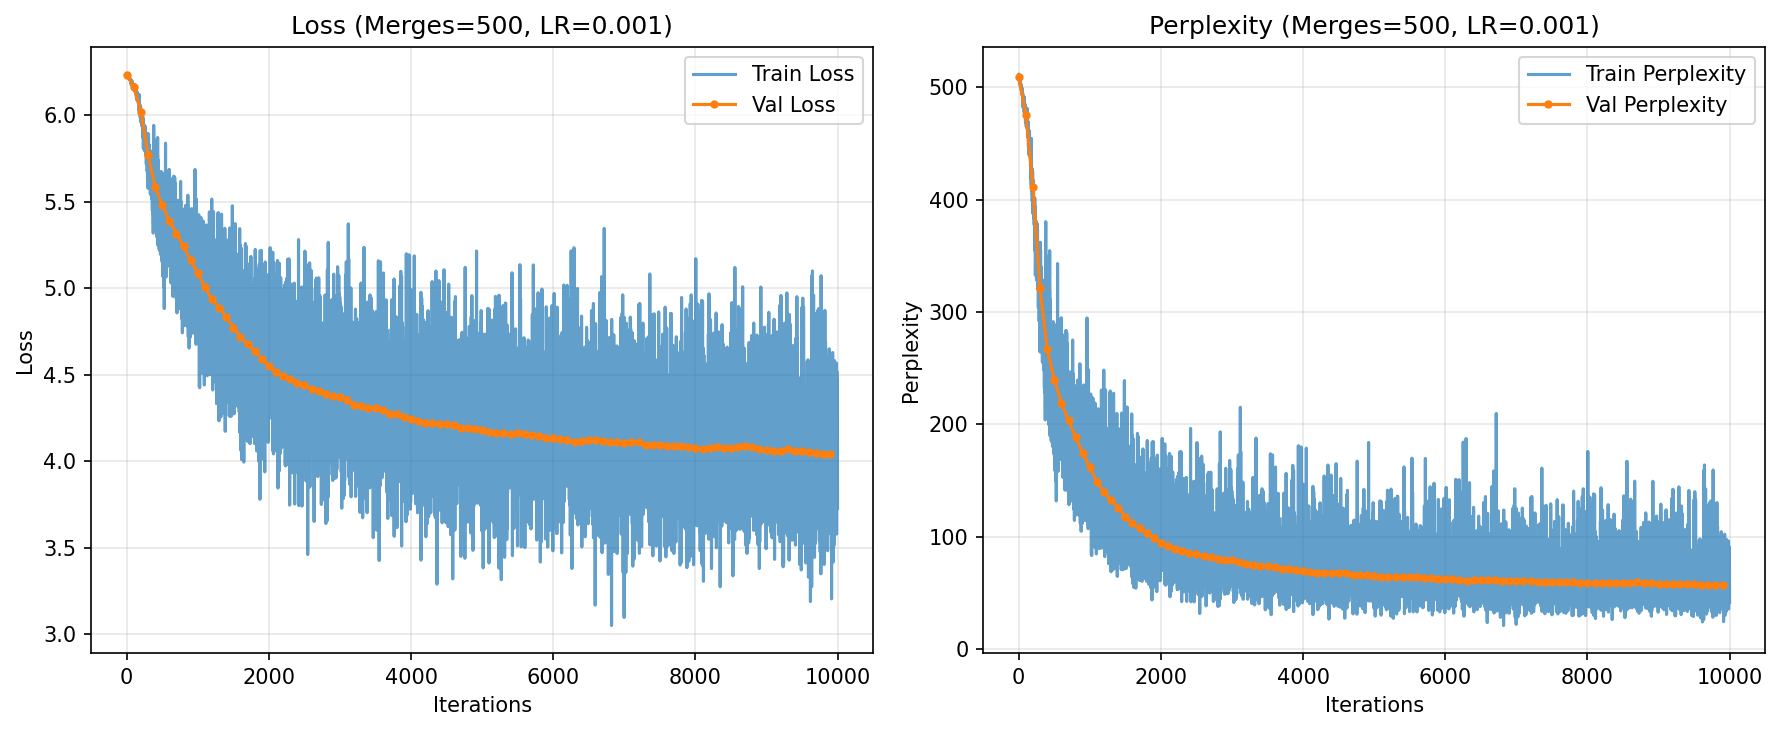 Loss (Merges=500, LR=0.001)
Train Loss
Val Loss
Loss
6.0
5.5
5.0
4.5
4.0
3.5
3.0
0 2000 4000 6000 8000 10000
Iterations
Perplexity (Merges=500, LR=0.001)
Train Perplexity
Val Perplexity
Perplexity
500
400
300
200
100
0
0 2000 4000 6000 8000 10000
Iterations